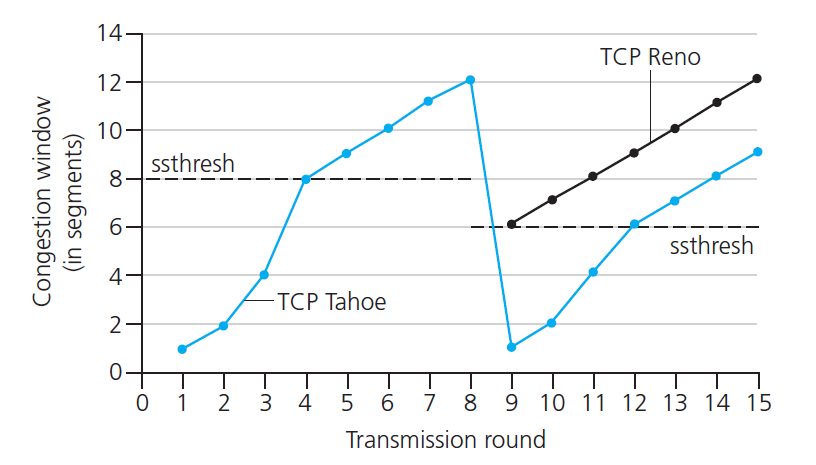 14
TCP Reno
12
10
ssthresh
8
6
ssthresh
4
TCP Tahoe
2
0
Congestion window
(in segments)
0 1 2 3 4 5 6 7 8 9 10 11 12 13 14 15
Transmission round